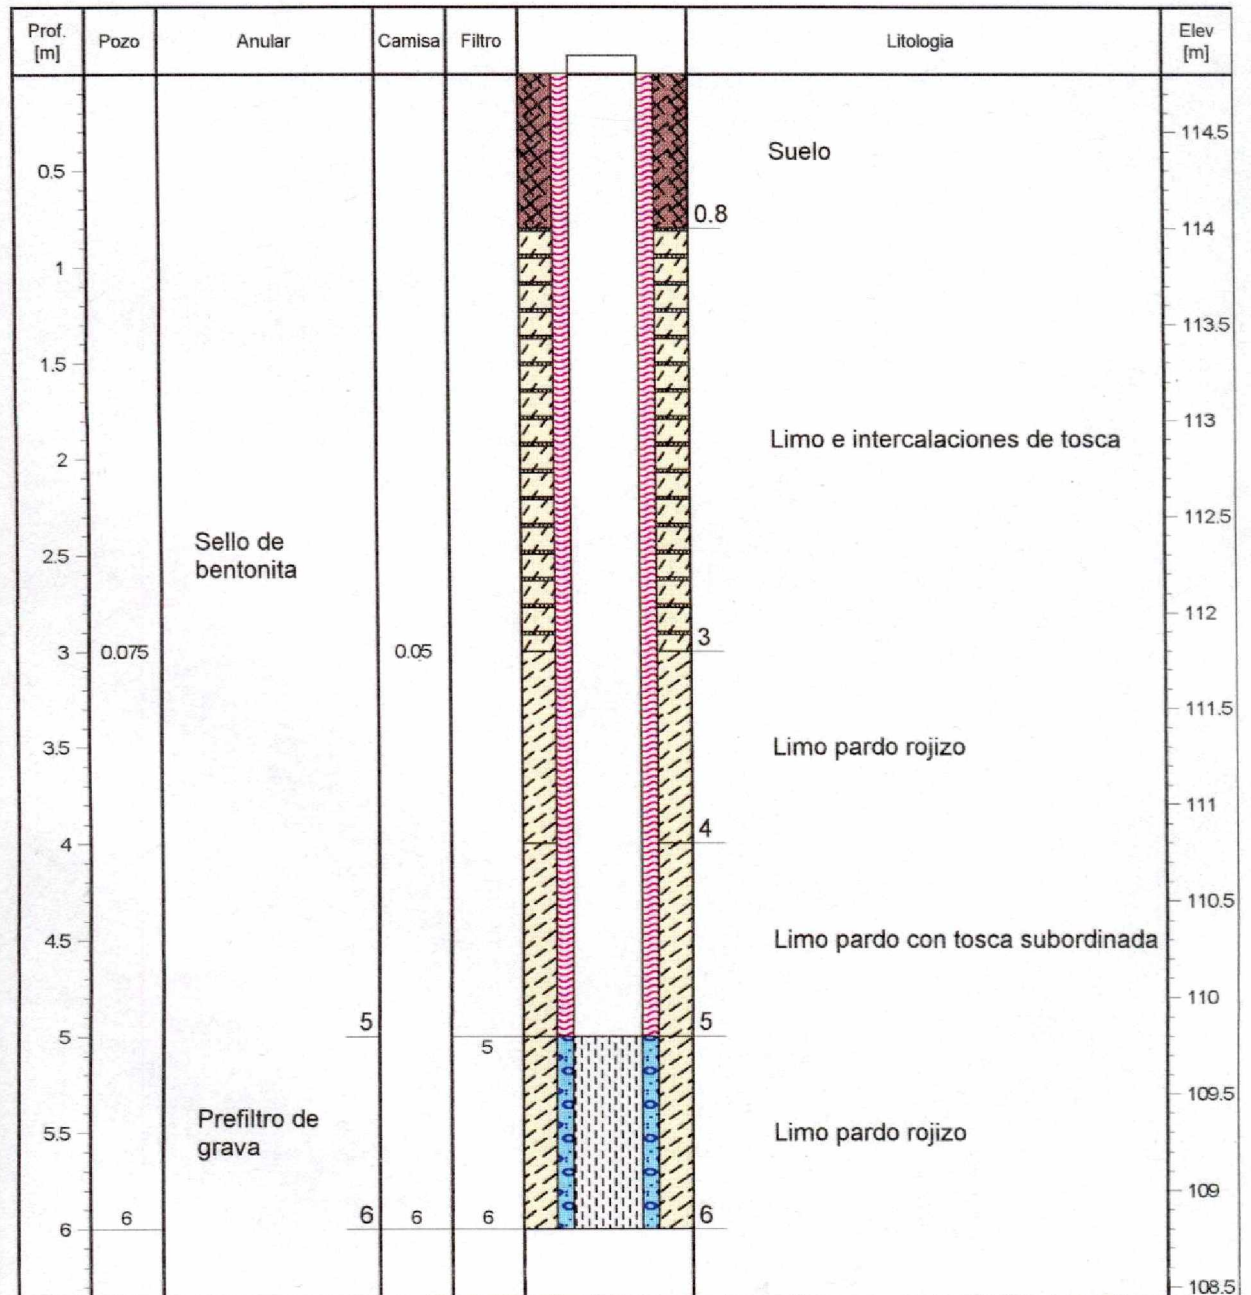 Prof.
[m]
Pozo
Anular
Camisa
Filtro
Litologia
Elev
[m]
114.5
Suelo
0.5
0.8
114
1
113.5
1.5
113
Limo e intercalaciones de tosca
2
112.5
Sello de
bentonita
2.5
112
3
3
0.075
0.05
111.5
3.5
Limo pardo rojizo
111
4
4
110.5
4.5
Limo pardo con tosca subordinada
110
5
5
5
5
109.5
Prefiltro de
grava
5.5
Limo pardo rojizo
109
6
6
6
6
6
6
108.5